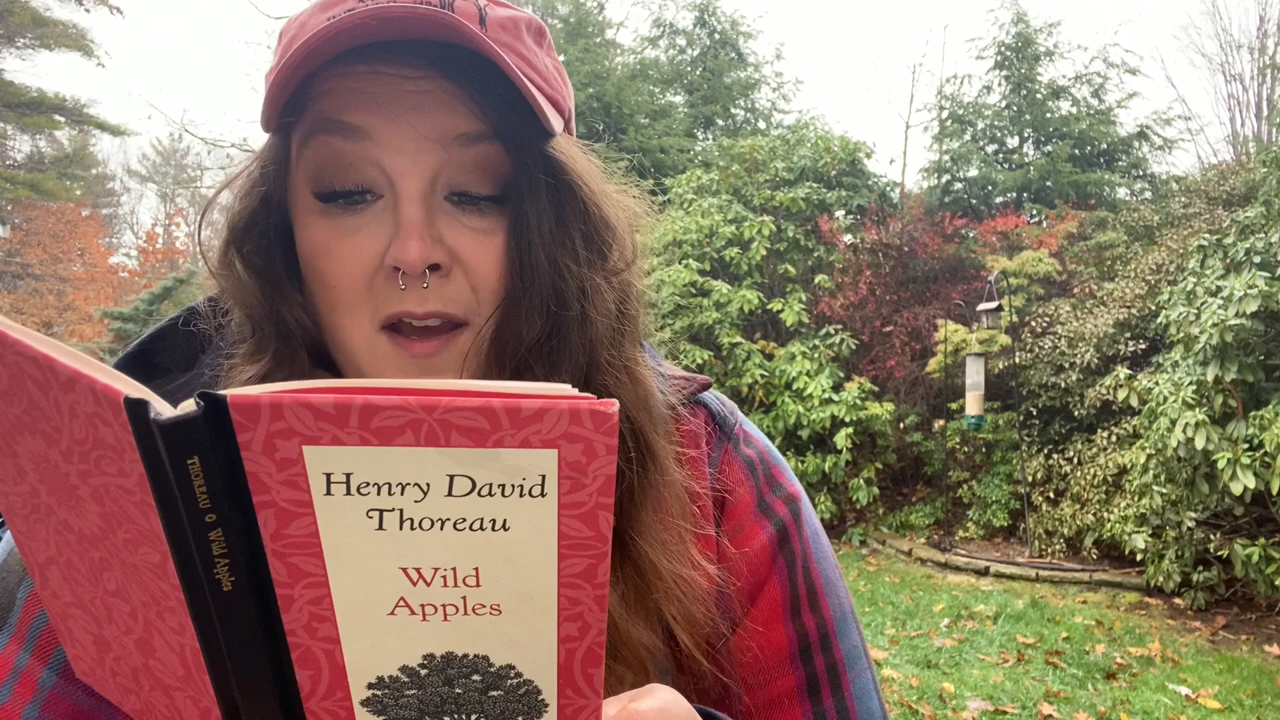 Henry David
Thoreau
Wild
Apples
THOREAU Wild Apples